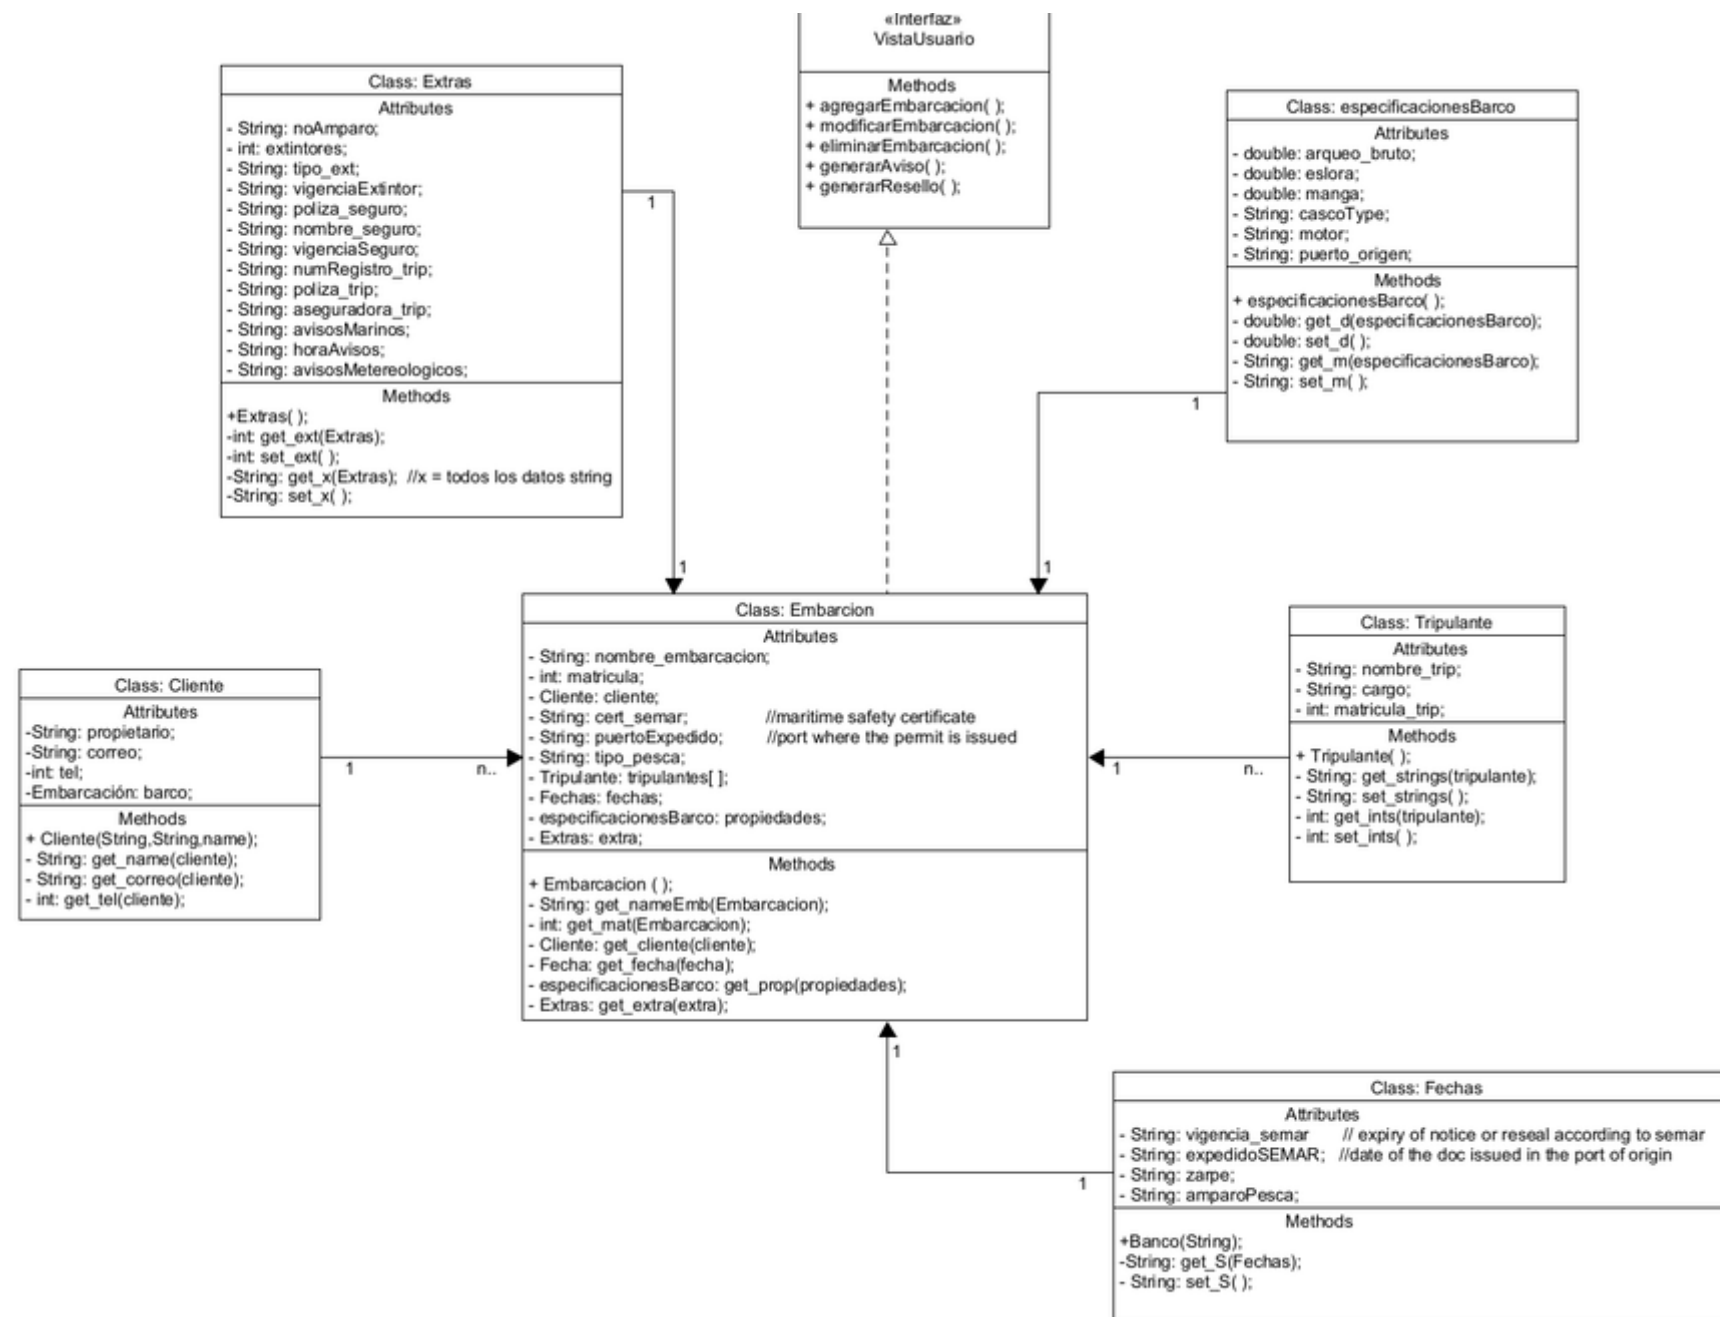 «Interfaz»
VistaUsuario
Methods
+ agregarEmbarcacion( );
+ modificarEmbarcacion( );
+ eliminarEmbarcacion( );
+ generarAviso( );
+ generarResello( );
Class: Extras
Attributes
- String: noAmparo;
- int: extintores;
- String: tipo_ext;
- String: vigenciaExtintor;
- String: poliza_seguro;
- String: nombre_seguro;
- String: vigenciaSeguro;
- String: numRegistro_trip;
- String: poliza_trip;
- String: aseguradora_trip;
- String: avisosMarinos;
- String: horaAvisos;
- String: avisosMetereologicos;
Methods
+Extras( );
-int: get_ext(Extras);
-int: set_ext( );
-String: get_x(Extras); //x = todos los datos string
-String: set_x( );
1
1
Class: especificacionesBarco
Attributes
- double: arqueo_bruto;
- double: eslora;
- double: manga;
- String: cascoType;
- String: motor;
- String: puerto_origen;
Methods
+ especificacionesBarco( );
- double: get_d(especificacionesBarco);
- double: set_d( );
- String: get_m(especificacionesBarco);
- String: set_m( );
1
1
Class: Cliente
Attributes
-String: propietario;
-String: correo;
-int: tel;
-Embarcación: barco;
Methods
+ Cliente(String,String,name);
- String: get_name(cliente);
- String: get_correo(cliente);
- int: get_tel(cliente);
1
n..
Class: Embarcion
Attributes
- String: nombre_embarcacion;
- int: matricula;
- Cliente: cliente;
- String: cert_semar; //maritime safety certificate
- String: puertoExpedido; //port where the permit is issued
- String: tipo_pesca;
- Tripulante: tripulantes[ ];
- Fechas: fechas;
- especificacionesBarco: propiedades;
- Extras: extra;
Methods
+ Embarcacion ( );
- String: get_nameEmb(Embarcacion);
- int: get_mat(Embarcacion);
- Cliente: get_cliente(cliente);
- Fecha: get_fecha(fecha);
- especificacionesBarco: get_prop(propiedades);
- Extras: get_extra(extra);
1
n..
Class: Tripulante
Attributes
- String: nombre_trip;
- String: cargo;
- int: matricula_trip;
Methods
+ Tripulante( );
- String: get_strings(tripulante);
- String: set_strings( );
- int: get_ints(tripulante);
- int: set_ints( );
1
1
Class: Fechas
Attributes
- String: vigencia_semar // expiry of notice or reseal according to semar
- String: expedidoSEMAR; //date of the doc issued in the port of origin
- String: zarpe;
- String: amparoPesca;
Methods
+Banco(String);
-String: get_S(Fechas);
- String: set_S( );